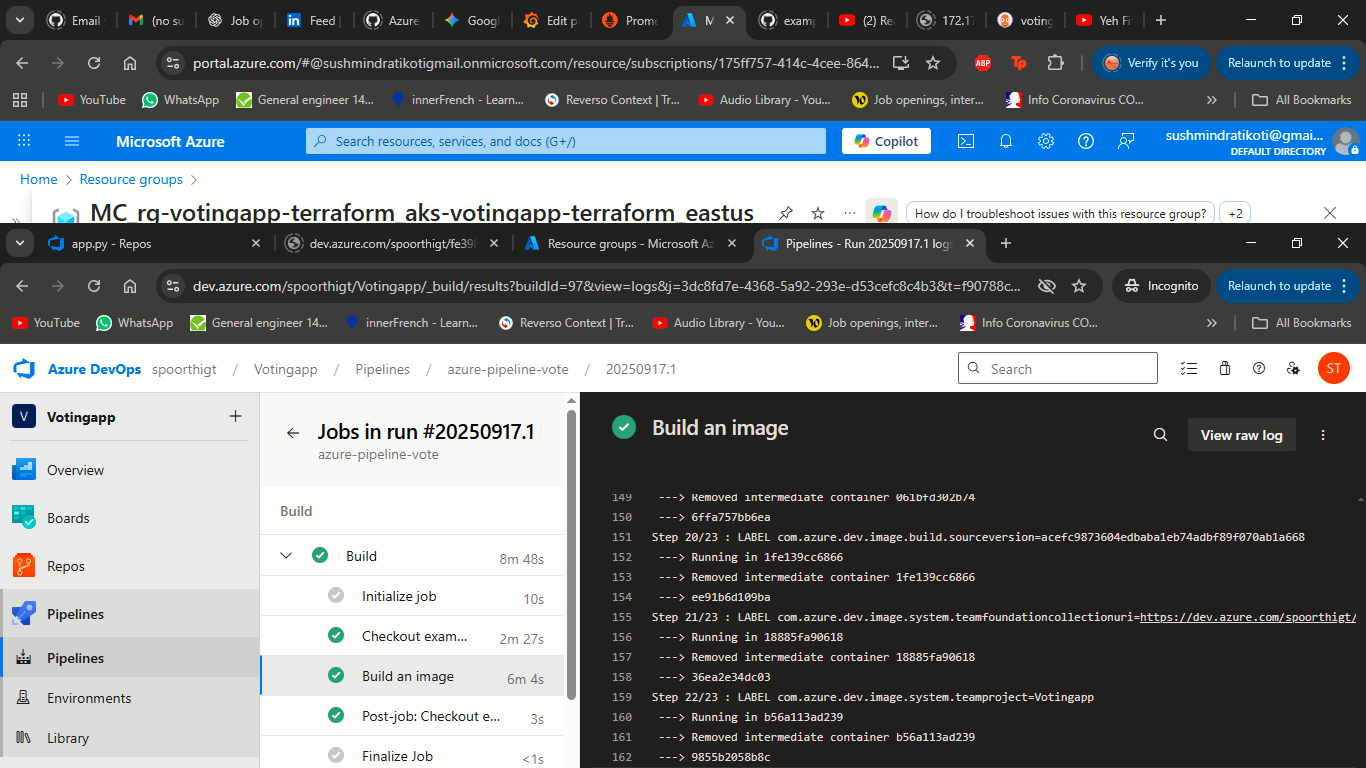 Email
(no su
Job op
Feed |
Azure
Googl
Edit p
Prome
M
examp
(2) Re
172.17
voting
Yeh Fi
portal.azure.com/#@sushmindratikotigmail.onmicrosoft.com/resource/subscriptions/175ff757-414c-4cee-864...
ABP
Tp
Verify it's you
Relaunch to update
YouTube
WhatsApp
General engineer 14...
innerFrench - Learn...
Reverso Context | Tr...
Audio Library - You...
Job openings, inter...
Info Coronavirus CO...
All Bookmarks
Microsoft Azure
Search resources, services, and docs (G+/)
Copilot
sushmindratikoti@gmai...
DEFAULT DIRECTORY
Home
Resource groups
MC_rg-votingapp-terraform_aks-votingapp-terraform_eastus
How do I troubleshoot issues with this resource group?
+2
app.py - Repos
dev.azure.com/spoorthigt/fe398
Resource groups - Microsoft Az
Pipelines - Run 20250917.1 logs
dev.azure.com/spoorthigt/Votingapp/_build/results?buildId=97&view=logs&j=3dc8fd7e-4368-5a92-293e-d53cefc8c4b3&t=f90788c...
Incognito
Relaunch to update
YouTube
WhatsApp
General engineer 14...
innerFrench - Learn...
Reverso Context | Tr...
Audio Library - You...
Job openings, inter...
Info Coronavirus CO...
All Bookmarks
Azure DevOps
spoorthigt / Votingapp / Pipelines / azure-pipeline-vote / 20250917.1
Search
ST
V
Votingapp
Overview
Boards
Repos
Pipelines
Pipelines
Environments
Library
Jobs in run #20250917.1
azure-pipeline-vote
Build
Build 8m 48s
Initialize job 10s
Checkout exam... 2m 27s
Build an image 6m 4s
Post-job: Checkout e... 3s
Finalize Job <1s
Build an image
View raw log
149 ---> Removed intermediate container 061bfd302b74
150 ---> 6ffa757bb6ea
151 Step 20/23 : LABEL com.azure.dev.image.build.sourceversion=acefc9873604edbaba1eb74adbf89f070ab1a668
152 ---> Running in 1fe139cc6866
153 ---> Removed intermediate container 1fe139cc6866
154 ---> ee91b6d109ba
155 Step 21/23 : LABEL com.azure.dev.image.system.teamfoundationcollectionuri=https://dev.azure.com/spoorthigt/
156 ---> Running in 18885fa90618
157 ---> Removed intermediate container 18885fa90618
158 ---> 36ea2e34dc03
159 Step 22/23 : LABEL com.azure.dev.image.system.teamproject=Votingapp
160 ---> Running in b56a113ad239
161 ---> Removed intermediate container b56a113ad239
162 ---> 9855b2058b8c